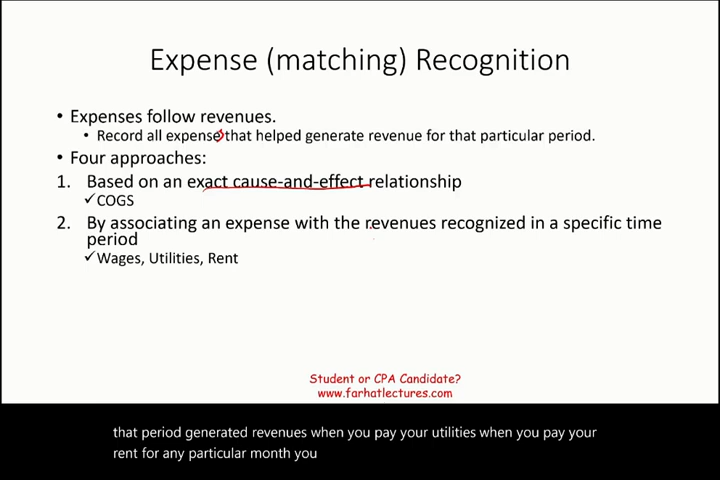 Expense (matching) Recognition
• Expenses follow revenues.
• Record all expense that helped generate revenue for that particular period.
• Four approaches:
1. Based on an exact cause-and-effect relationship
✓COGS
2. By associating an expense with the revenues recognized in a specific time
period
✓Wages, Utilities, Rent
Student or CPA Candidate?
www.farhatlectures.com
that period generated revenues when you pay your utilities when you pay your
rent for any particular month you